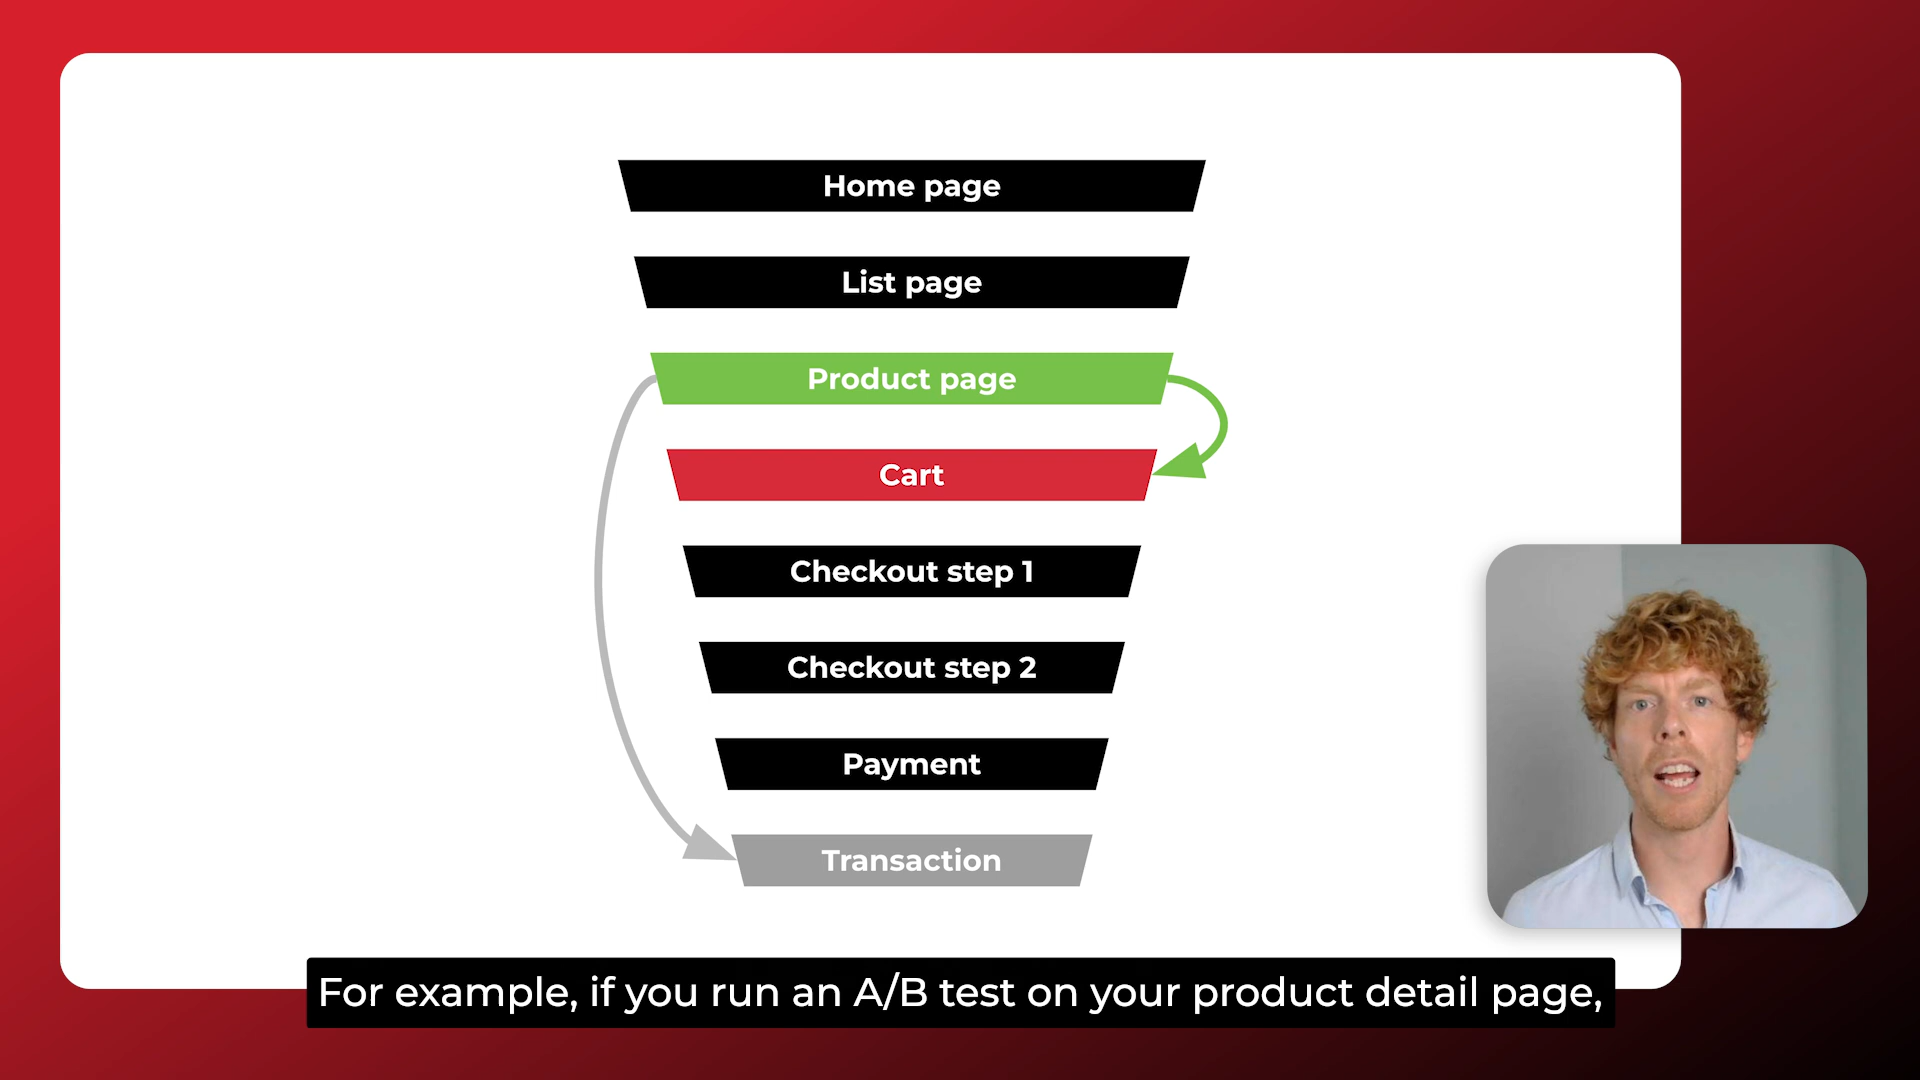 Home page
List page
Product page
Cart
Checkout step 1
Checkout step 2
Payment
Transaction
For example, if you run an A/B test on your product detail page,